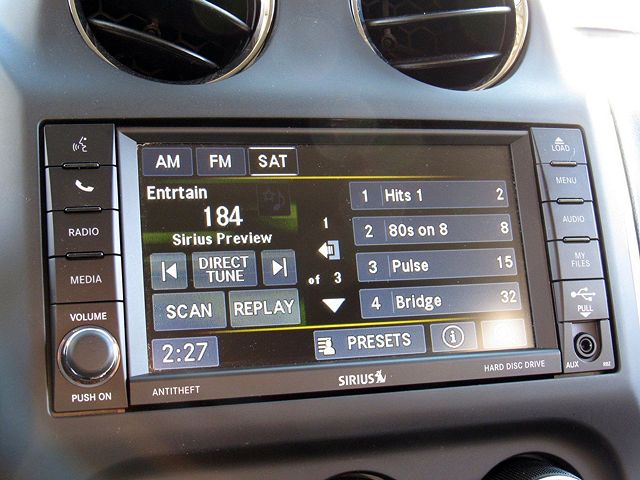 LOAD
MENU
AUDIO
MY FILES
PULL
AUX
RBZ
RADIO
MEDIA
VOLUME
PUSH ON
AM FM SAT
Entrtain
184
Sirius Preview
DIRECT TUNE
SCAN REPLAY
2:27
1
of 3
1 Hits 1 2
2 80s on 8 8
3 Pulse 15
4 Bridge 32
PRESETS
i
ANTITHEFT
SIRIUS
HARD DISC DRIVE